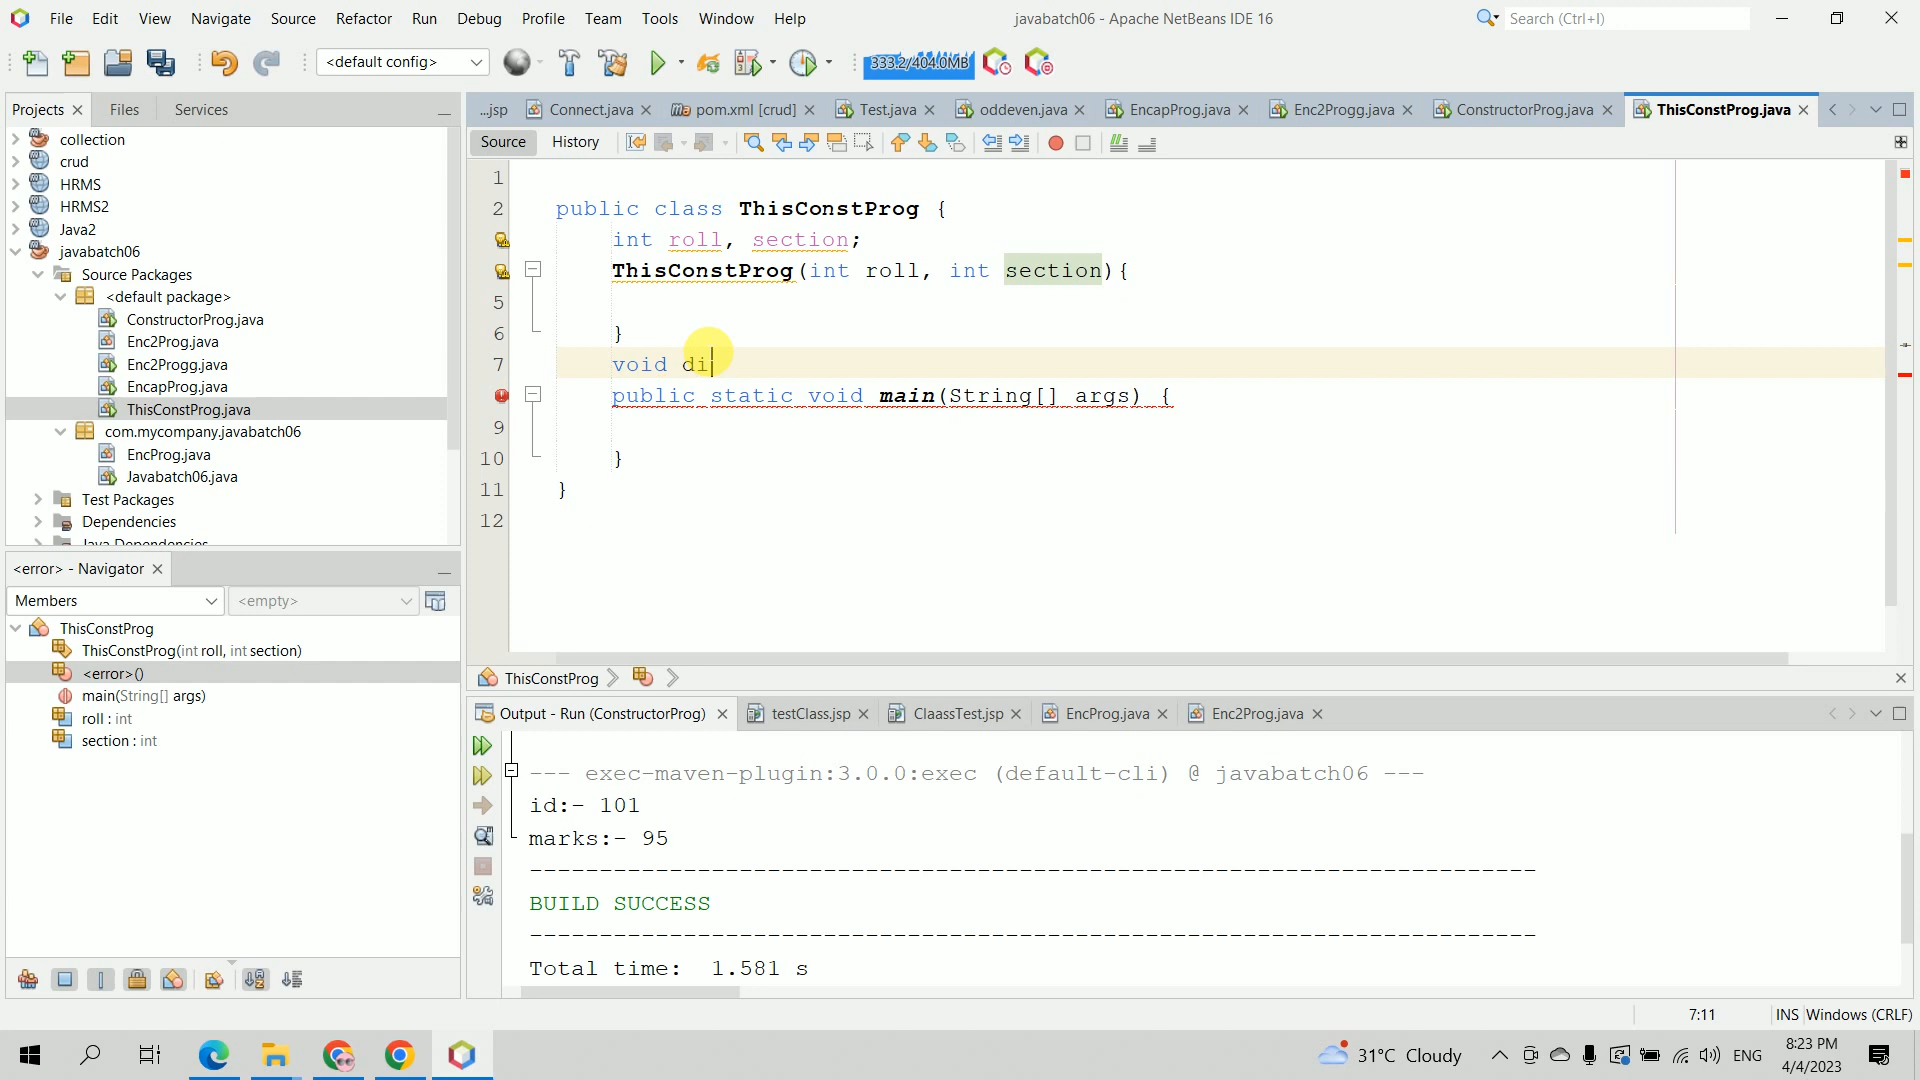 File Edit View Navigate Source Refactor Run Debug Profile Team Tools Window Help
javabatch06 - Apache NetBeans IDE 16
Search (Ctrl+I)
<default config>
333.2/404.0MB
Projects Files Services
collection
crud
HRMS
HRMS2
Java2
javabatch06
Source Packages
<default package>
ConstructorProg.java
Enc2Prog.java
Enc2Progg.java
EncapProg.java
ThisConstProg.java
com.mycompany.javabatch06
EncProg.java
Javabatch06.java
Test Packages
Dependencies
Java Dependencies
<error> - Navigator
Members <empty>
ThisConstProg
ThisConstProg(int roll, int section)
<error>()
main(String[] args)
roll : int
section : int
...jsp Connect.java pom.xml [crud] Test.java oddeven.java EncapProg.java Enc2Progg.java ConstructorProg.java ThisConstProg.java
Source History
1
2 public class ThisConstProg {
int roll, section;
ThisConstProg(int roll, int section){
5
6 }
7 void di
public static void main(String[] args) {
9
10 }
11 }
12
ThisConstProg
Output - Run (ConstructorProg) testClass.jsp ClaassTest.jsp EncProg.java Enc2Prog.java
--- exec-maven-plugin:3.0.0:exec (default-cli) @ javabatch06 ---
id:- 101
marks:- 95
------------------------------------------------------------------------
BUILD SUCCESS
------------------------------------------------------------------------
Total time: 1.581 s
7:11 INS Windows (CRLF)
31°C Cloudy
ENG
8:23 PM
4/4/2023